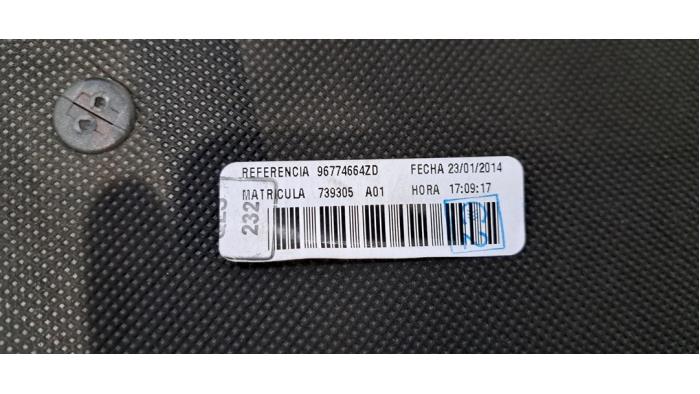 REFERENCIA 96774664ZD FECHA 23/01/2014
MATRICULA 739305 A01 HORA 17:09:17
232